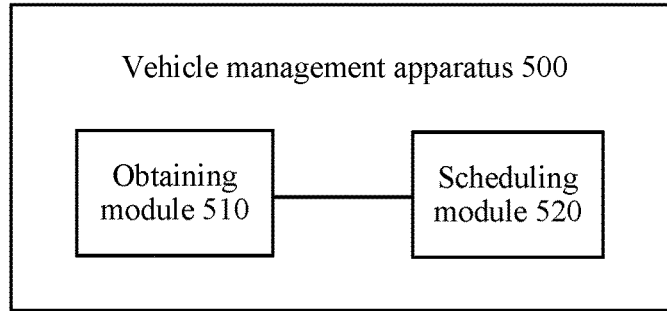 Vehicle management apparatus 500
Obtaining
module 510
Scheduling
module 520